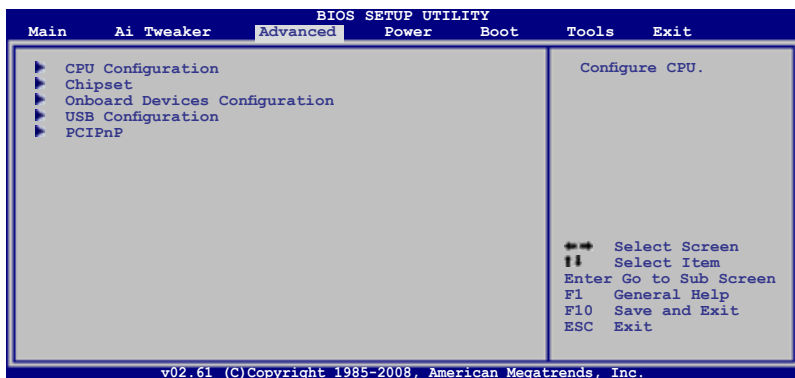 BIOS SETUP UTILITY
Main Ai Tweaker Advanced Power Boot Tools Exit
CPU Configuration
Chipset
Onboard Devices Configuration
USB Configuration
PCIPnP
Configure CPU.
Select Screen
Select Item
Enter Go to Sub Screen
F1 General Help
F10 Save and Exit
ESC Exit
v02.61 (C)Copyright 1985-2008, American Megatrends, Inc.